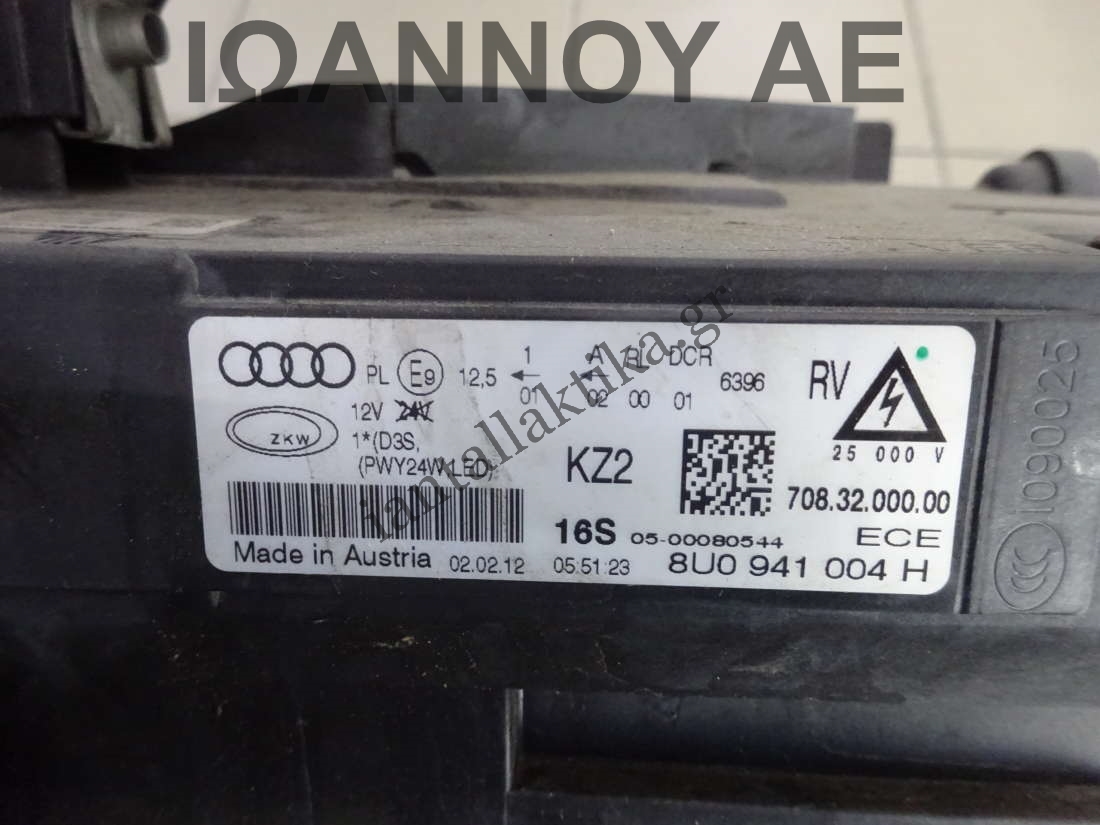 ΙΩΑΝΝΟΥ ΑΕ
iantallaktika.gr
PL E9 12,5 1 A RL DCR
01 02 00 01 6396 RV
12V 24V
ZKW
1*(D3S,
(PWY24W,LED)
KZ2
25 000 V
708.32.000.00
16S 05-00080544 ECE
Made in Austria 02.02.12 05:51:23 8U0 941 004 H
I090025